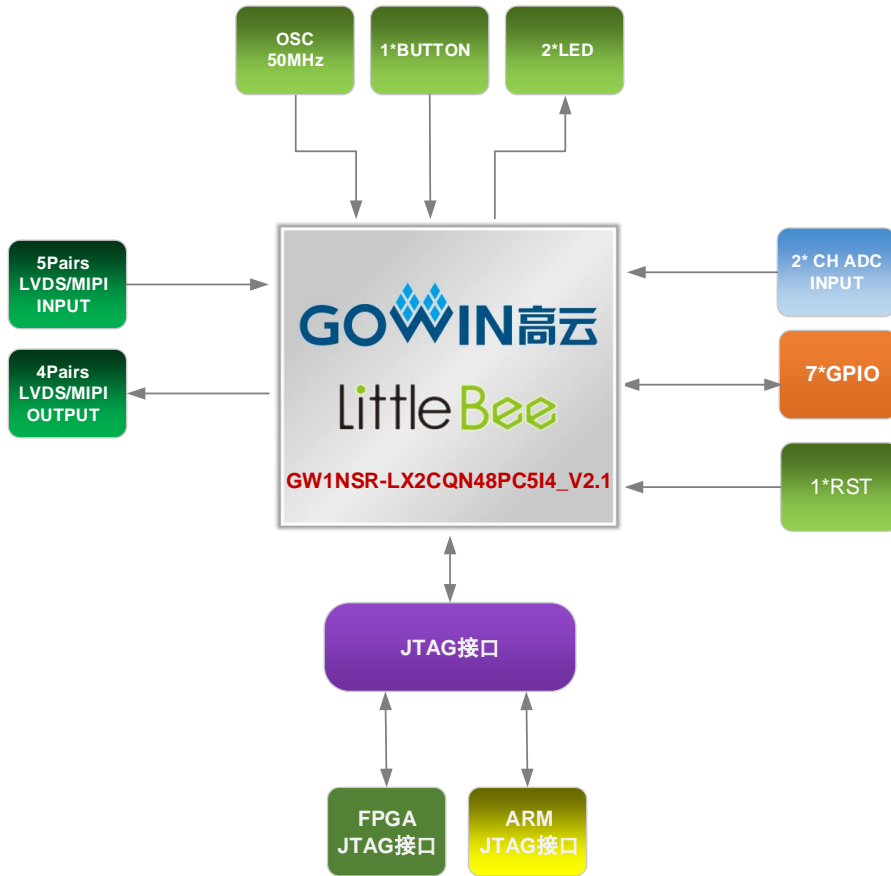 OSC
50MHz
1*BUTTON
2*LED
5Pairs
LVDS/MIPI
INPUT
2* CH ADC
INPUT
GOWIN高云
4Pairs
LVDS/MIPI
OUTPUT
7*GPIO
LittleBee
GW1NSR-LX2CQN48PC5I4_V2.1
1*RST
JTAG接口
FPGA
JTAG接口
ARM
JTAG接口